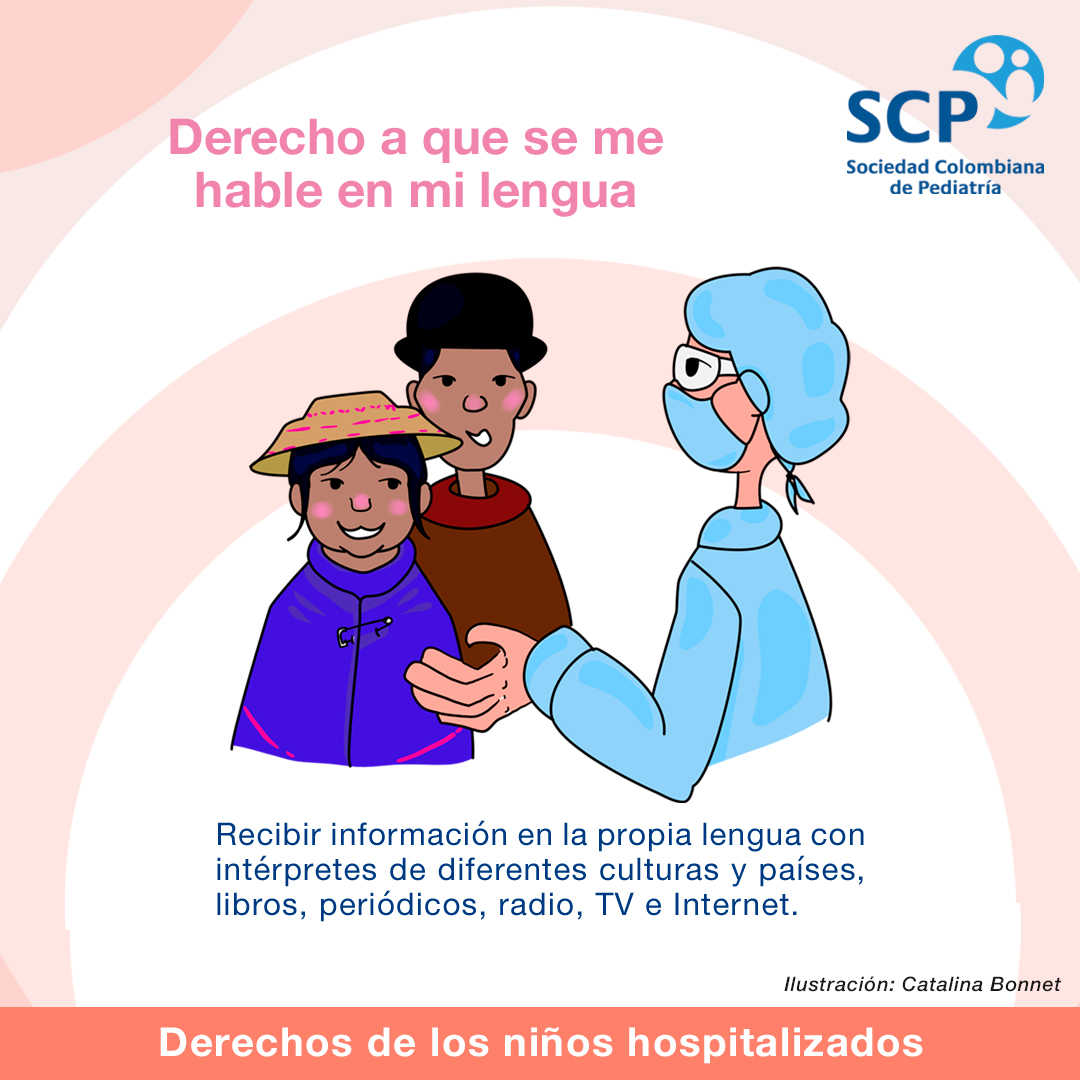 Derecho a que se me
hable en mi lengua
SCP
Sociedad Colombiana
de Pediatría
Recibir información en la propia lengua con
intérpretes de diferentes culturas y países,
libros, periódicos, radio, TV e Internet.
Ilustración: Catalina Bonnet
Derechos de los niños hospitalizados